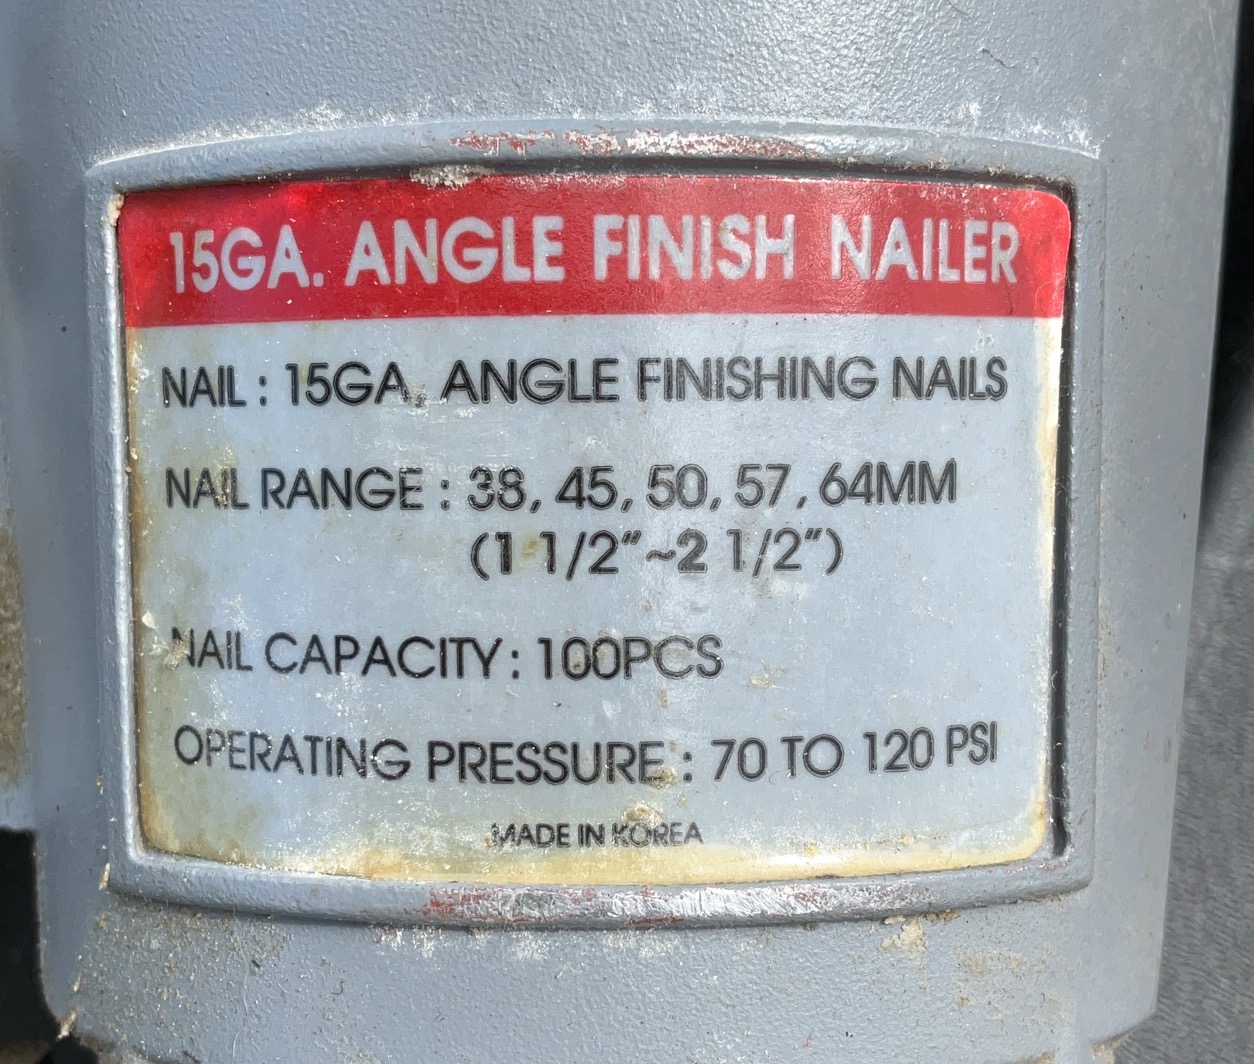 15GA. ANGLE FINISH NAILER
NAIL : 15GA. ANGLE FINISHING NAILS
NAIL RANGE : 38, 45, 50, 57, 64MM
(1 1/2"~2 1/2")
NAIL CAPACITY : 100PCS
OPERATING PRESSURE : 70 TO 120 PSI
MADE IN KOREA